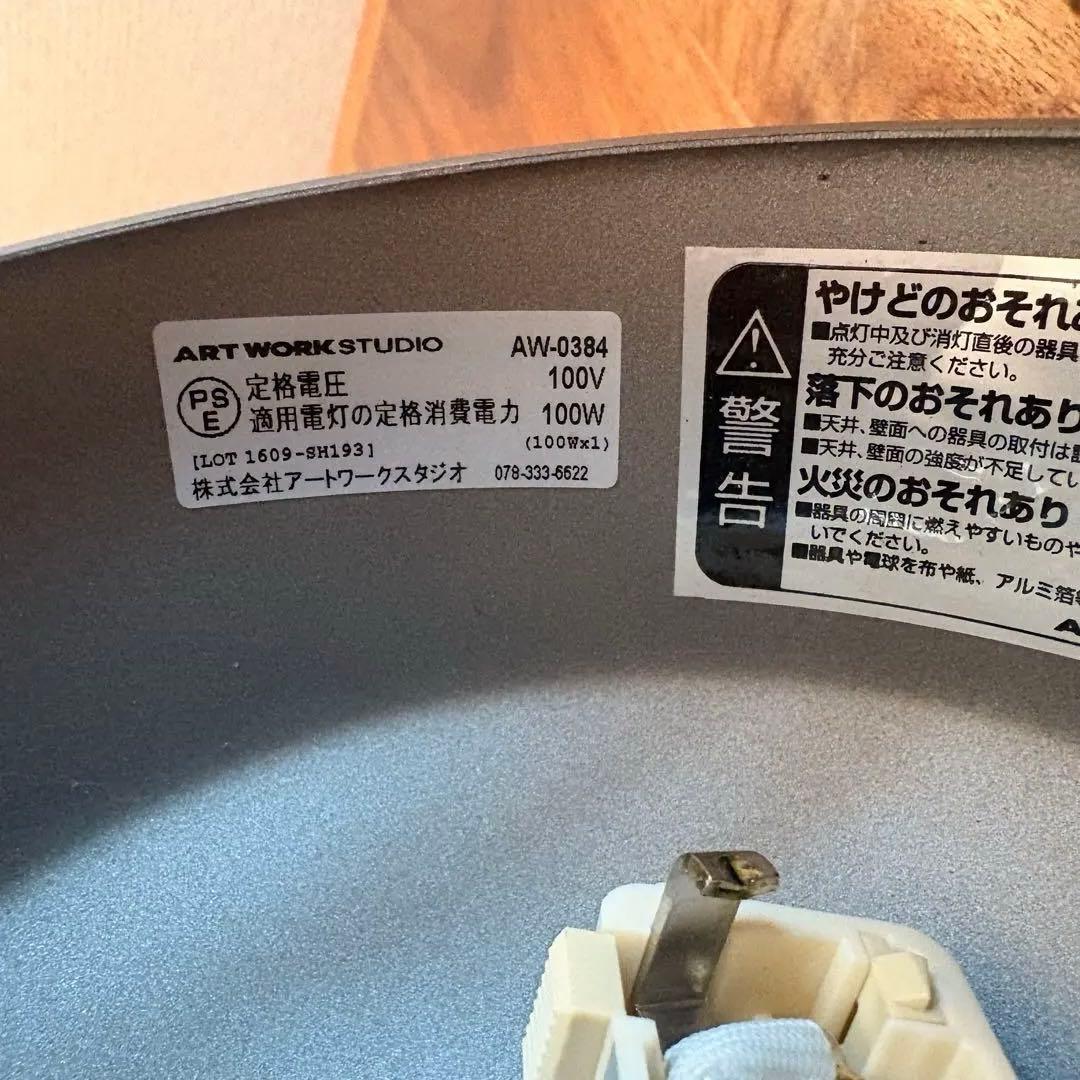 ART WORK STUDIO AW-0384
PSE 定格電圧 100V
適用電灯の定格消費電力 100W
(100W×1)
[LOT 1609-SH193]
株式会社アートワークスタジオ 078-333-6622
警告
やけどのおそれあ
■点灯中及び消灯直後の器具
充分ご注意ください。
落下のおそれあり
■天井、壁面への器具の取付は
■天井、壁面の強度が不足してい
火災のおそれあり
■器具の周囲に燃えやすいものや
いでください。
■器具や電球を布や紙、アルミ箔
A